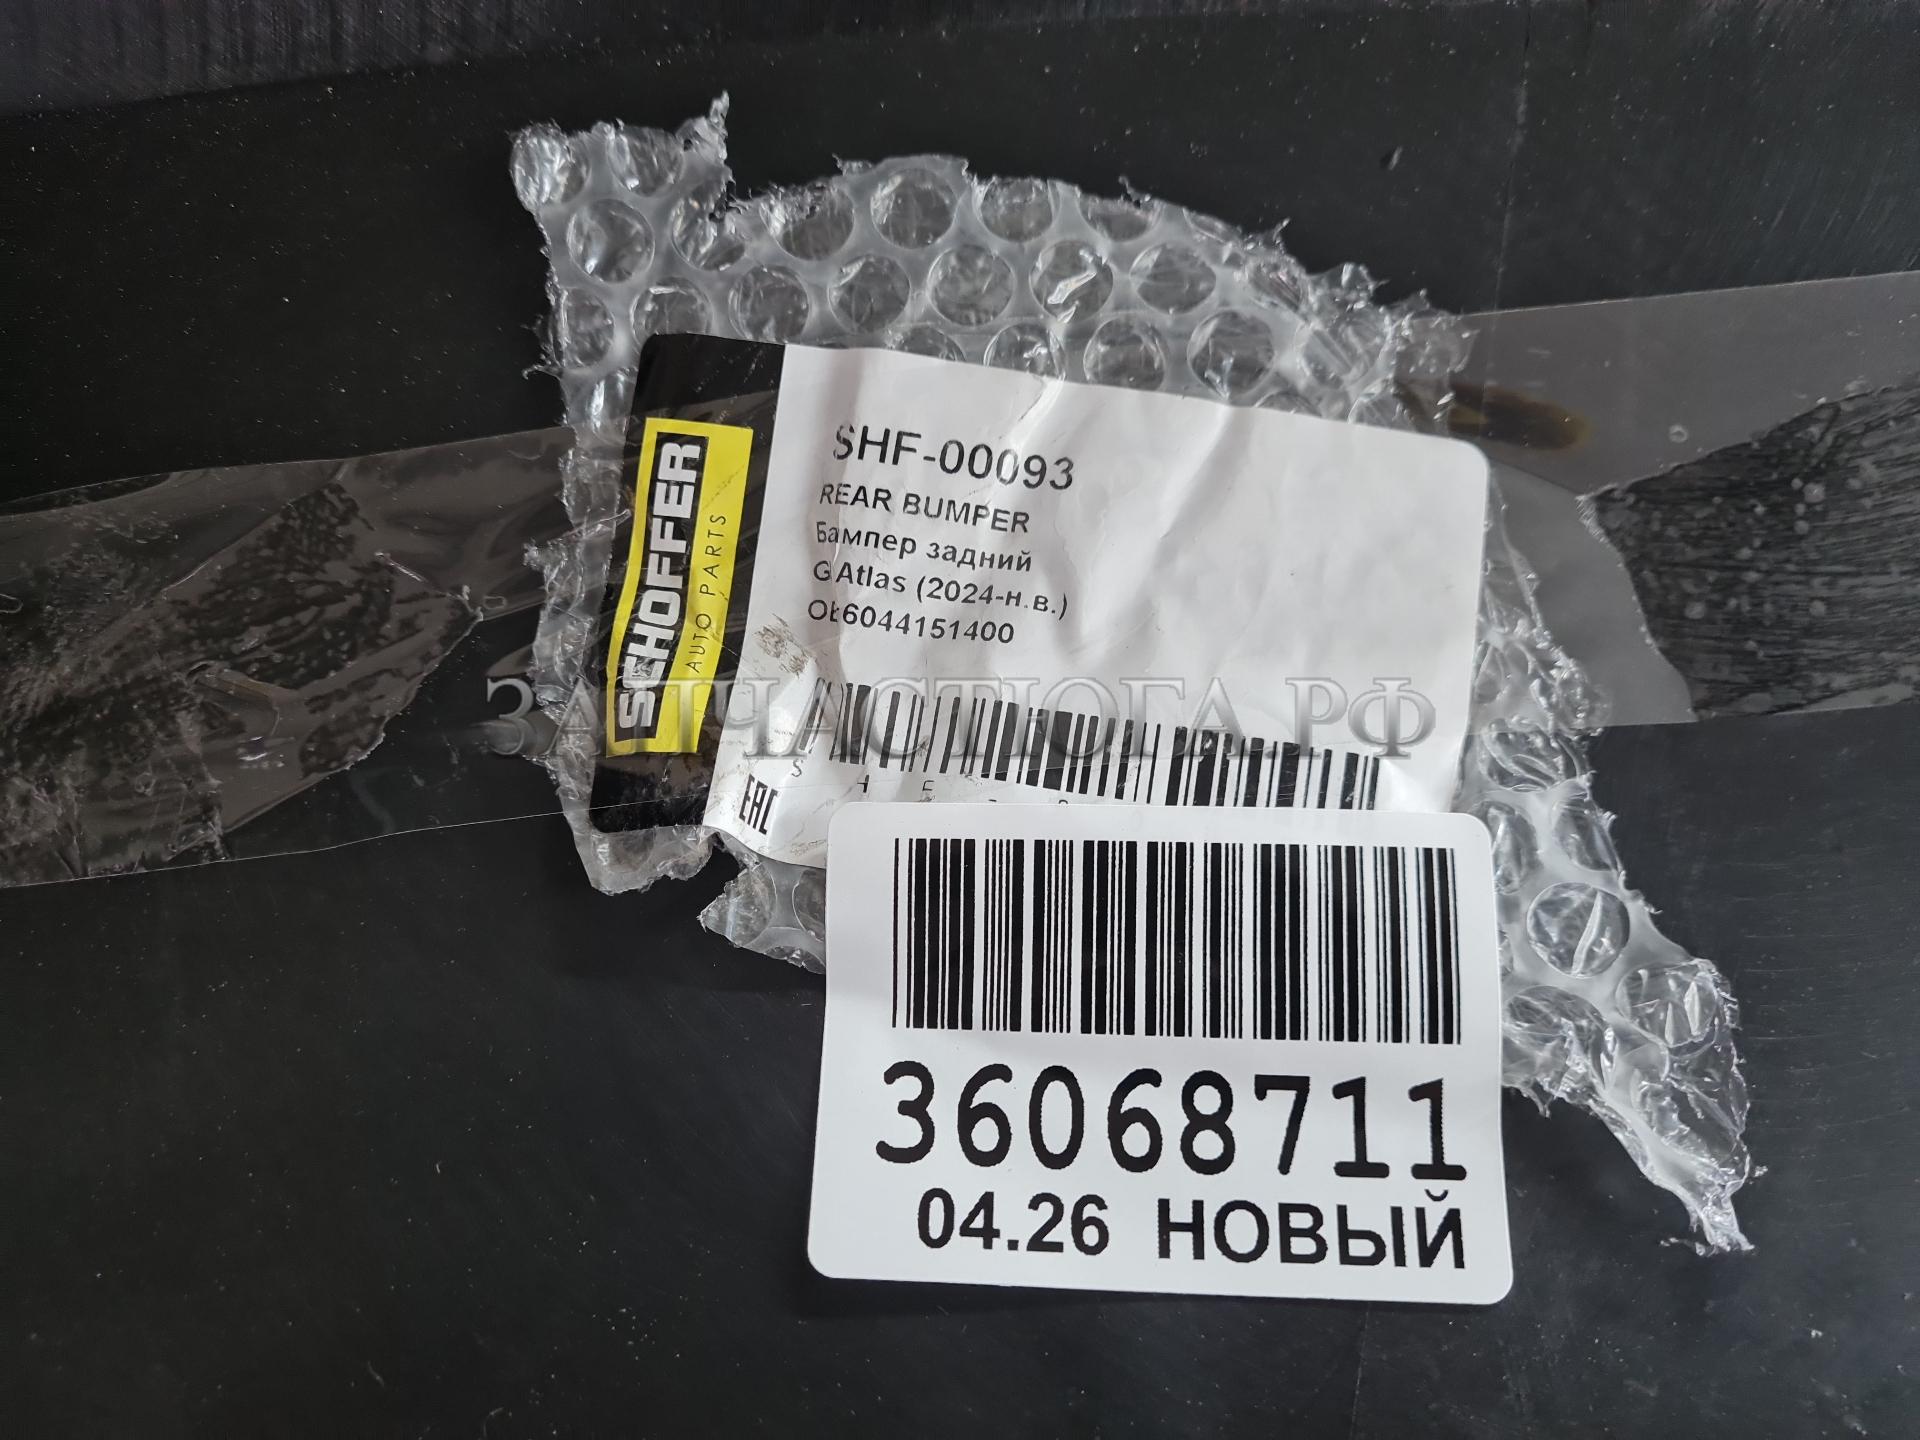 SCHOFFER
AUTO PARTS
SHF-00093
REAR BUMPER
Бампер задний
G Atlas (2024-н.в.)
6044151400
ЗАПЧАСТЮГА.РФ
S H F
EAC
36068711
04.26 НОВЫЙ